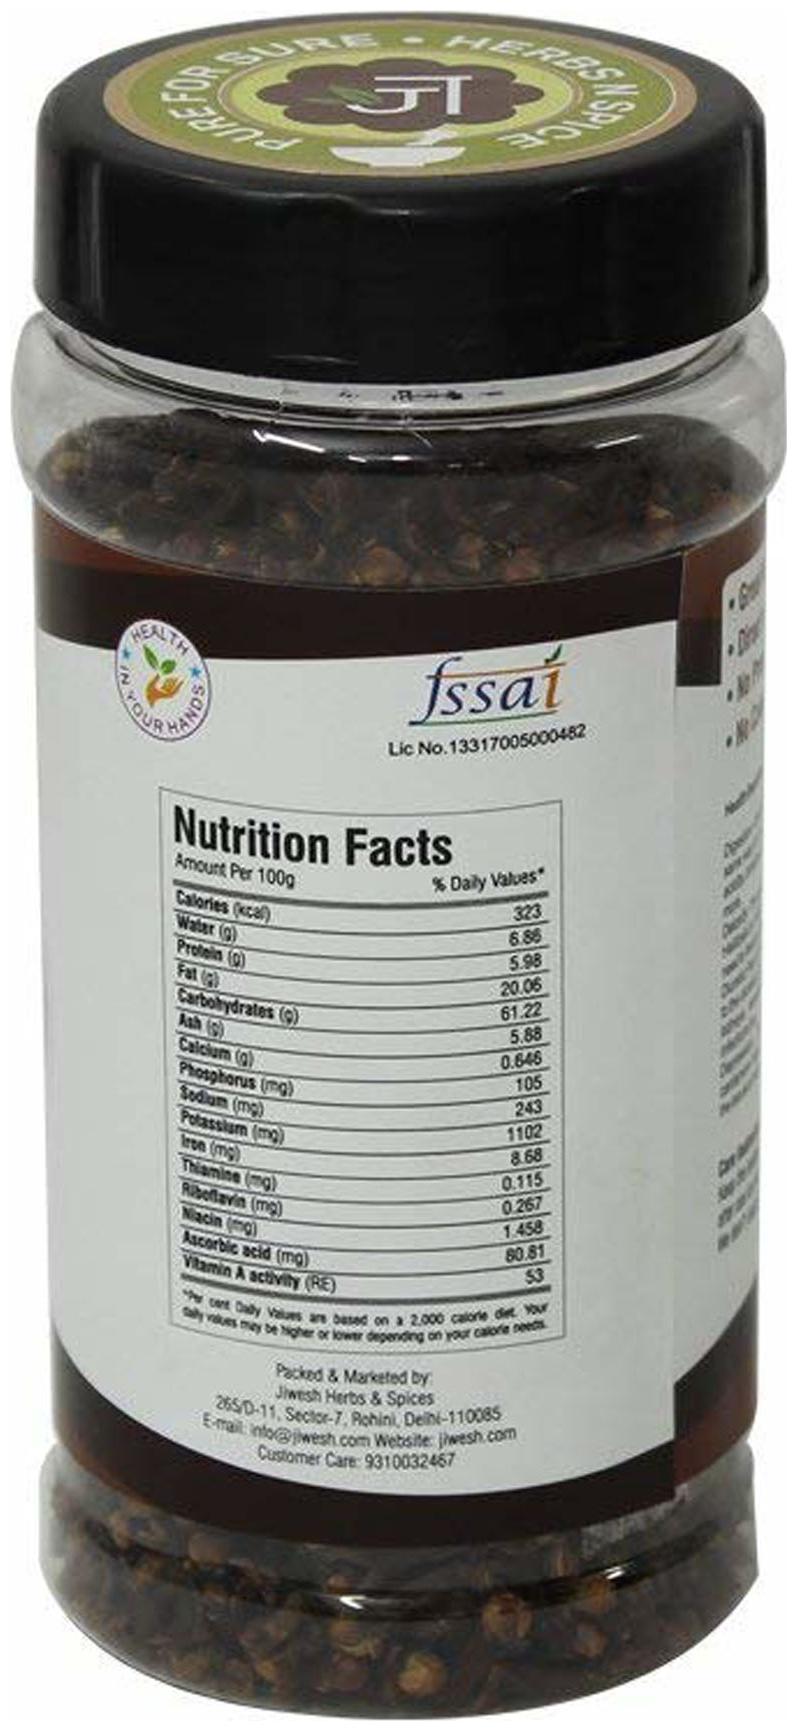 PURE FOR SURE • HERBS N SPICE
HEALTH
IN YOUR HANDS
fssai
Lic No.13317005000482
Nutrition Facts
Amount Per 100g
% Daily Values*
Calories (kcal) 323
Water (g) 6.86
Protein (g) 5.98
Fat (g) 20.06
Carbohydrates (g) 61.22
Ash (g) 5.88
Calcium (g) 0.646
Phosphorus (mg) 105
Sodium (mg) 243
Potassium (mg) 1102
Iron (mg) 8.68
Thiamine (mg) 0.115
Riboflavin (mg) 0.267
Niacin (mg) 1.458
Ascorbic acid (mg) 80.81
Vitamin A activity (RE) 53
*Per cent Daily Values are based on a 2,000 calorie diet. Your
daily values may be higher or lower depending on your calorie needs.
Packed & Marketed by:
Jiwesh Herbs & Spices
265/D-11, Sector-7, Rohini, Delhi-110085
E-mail: info@jiwesh.com Website: jiwesh.com
Customer Care: 9310032467